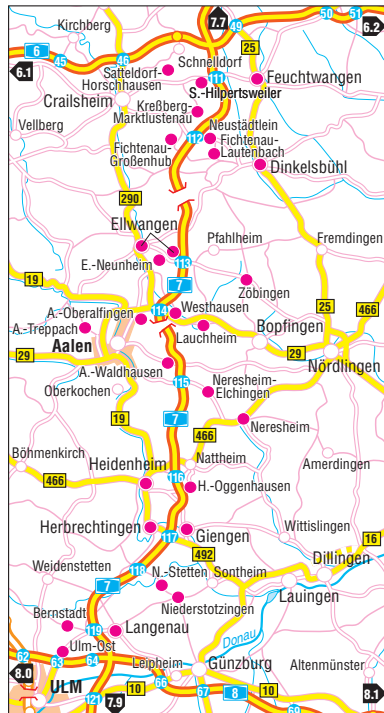 Kirchberg
7.7
49
50
51
6.2
6
45
46
25
6.1
Schnelldorf
Satteldorf-
Horschhausen
111
Feuchtwangen
S.-Hilpertsweiler
Crailsheim
Kreßberg-
Marktlustenau
Vellberg
Neustädtlein
112
Fichtenau-
Lautenbach
Fichtenau-
Großenhub
Dinkelsbühl
290
Ellwangen
Pfahlheim
Fremdingen
E.-Neunheim
113
19
7
Zöbingen
A.-Oberalfingen
114
Westhausen
25
466
A.-Treppach
Lauchheim
Bopfingen
Aalen
29
29
Nördlingen
A.-Waldhausen
115
Oberkochen
Neresheim-
Elchingen
19
7
Neresheim
466
Böhmenkirch
Nattheim
Amerdingen
Heidenheim
466
116
H.-Oggenhausen
Herbrechtingen
Giengen
117
Wittislingen
16
492
Dillingen
118
Weidenstetten
7
N.-Stetten
Sontheim
Lauingen
Bernstadt
Niederstotzingen
119
Langenau
Donau
Ulm-Ost
62
63
64
8.0
Leipheim
Günzburg
Altenmünster
ULM
66
10
121
7.9
67
8
10
69
8.1